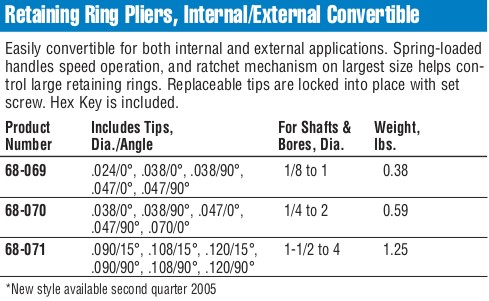 Retaining Ring Pliers, Internal/External Convertible
Easily convertible for both internal and external applications. Spring-loaded
handles speed operation, and ratchet mechanism on largest size helps con-
trol large retaining rings. Replaceable tips are locked into place with set
screw. Hex Key is included.
Product Includes Tips, For Shafts & Weight,
Number Dia./Angle Bores, Dia. lbs.
68-069 .024/0°, .038/0°, .038/90°, 1/8 to 1 0.38
.047/0°, .047/90°
68-070 .038/0°, .038/90°, .047/0°, 1/4 to 2 0.59
.047/90°, .070/0°
68-071 .090/15°, .108/15°, .120/15°, 1-1/2 to 4 1.25
.090/90°, .108/90°, .120/90°
*New style available second quarter 2005